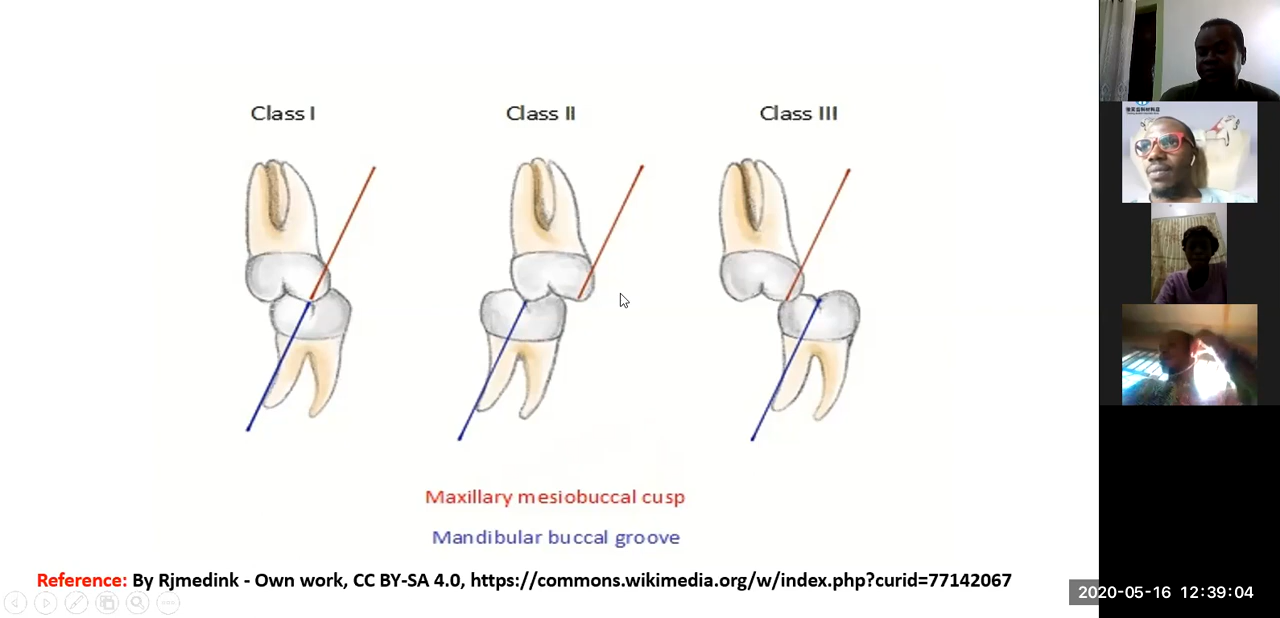 Class I
Class II
Class III
Maxillary mesiobuccal cusp
Mandibular buccal groove
Reference: By Rjmedink - Own work, CC BY-SA 4.0, https://commons.wikimedia.org/w/index.php?curid=77142067
2020-05-16 12:39:04